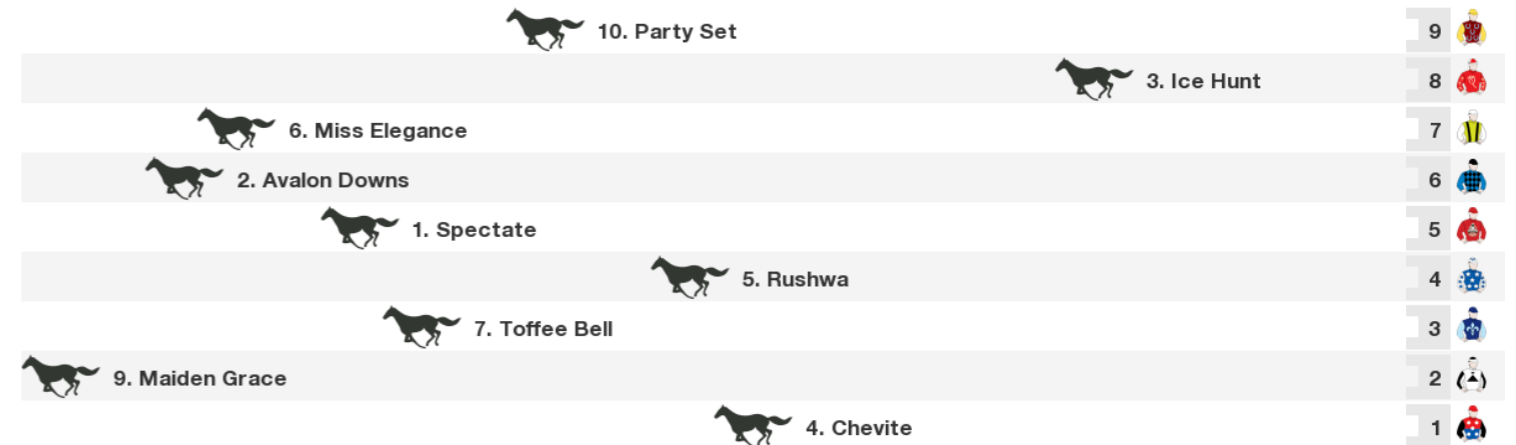 10. Party Set 9
3. Ice Hunt 8
6. Miss Elegance 7
2. Avalon Downs 6
1. Spectate 5
5. Rushwa 4
7. Toffee Bell 3
9. Maiden Grace 2
4. Chevite 1